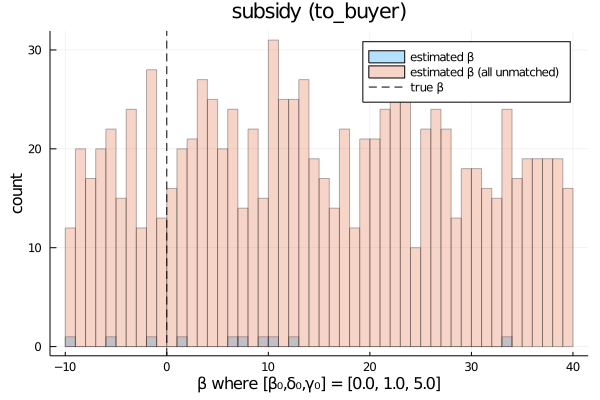 subsidy (to_buyer)
estimated β
estimated β (all unmatched)
true β
count
30
20
10
0
−10
0
10
20
30
40
β where [β₀,δ₀,γ₀] = [0.0, 1.0, 5.0]